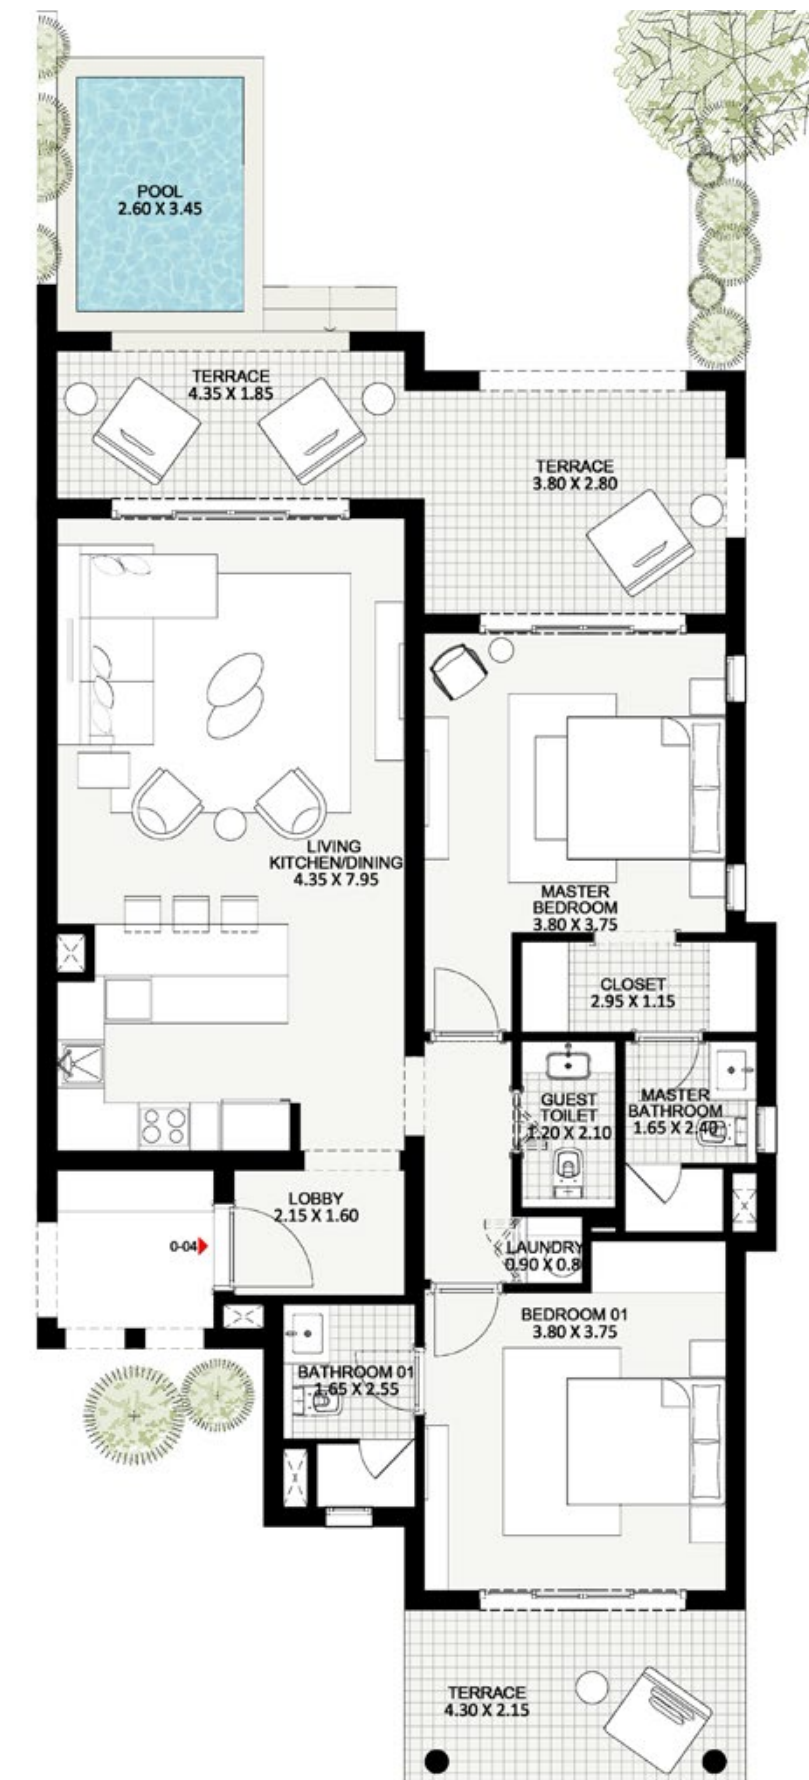 POOL
2.60 X 3.45
TERRACE
4.35 X 1.85
TERRACE
3.80 X 2.80
LIVING
KITCHEN/DINING
4.35 X 7.95
MASTER
BEDROOM
3.80 X 3.75
CLOSET
2.95 X 1.15
GUEST
TOILET
1.20 X 2.10
MASTER
BATHROOM
1.65 X 2.40
LOBBY
2.15 X 1.60
0-04
LAUNDRY
0.90 X 0.8
BEDROOM 01
3.80 X 3.75
BATHROOM 01
1.65 X 2.55
TERRACE
4.30 X 2.15